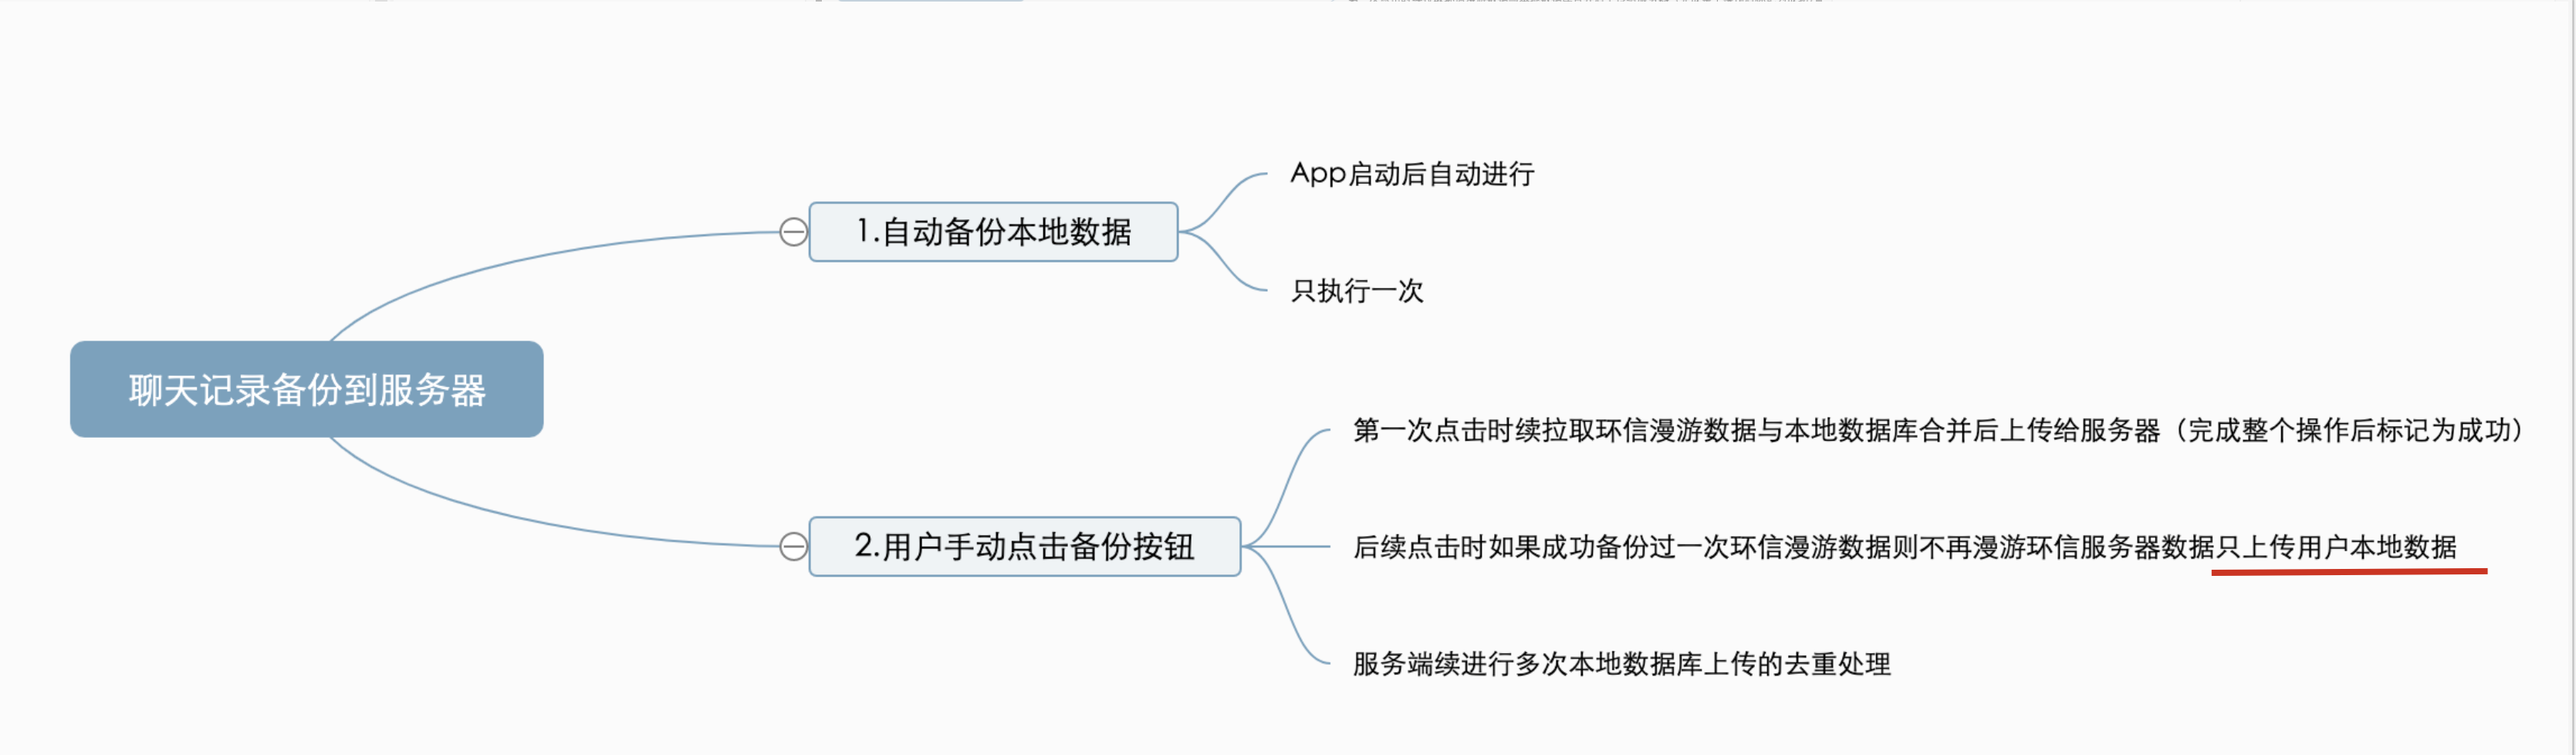 聊天记录备份到服务器
1.自动备份本地数据
App启动后自动进行
只执行一次
2.用户手动点击备份按钮
第一次点击时续拉取环信漫游数据与本地数据库合并后上传给服务器（完成整个操作后标记为成功）
后续点击时如果成功备份过一次环信漫游数据则不再漫游环信服务器数据只上传用户本地数据
服务端续进行多次本地数据库上传的去重处理